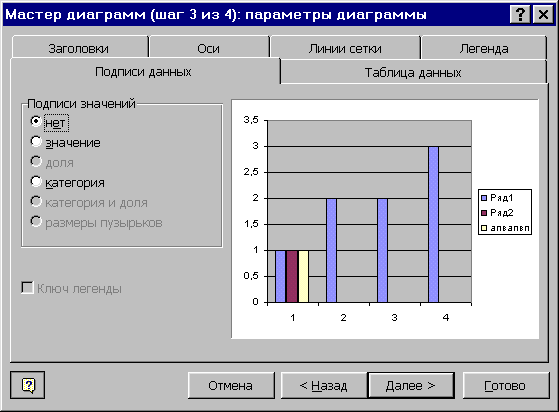 Мастер диаграмм (шаг 3 из 4): параметры диаграммы
Заголовки Оси Линии сетки Легенда
Подписи данных Таблица данных
Подписи значений
нет
значение
доля
категория
категория и доля
размеры пузырьков
Ключ легенды
3,5
3
2,5
2
1,5
1
0,5
0
1 2 3 4
Ряд1
Ряд2
апвапвп
Отмена < Назад Далее > Готово